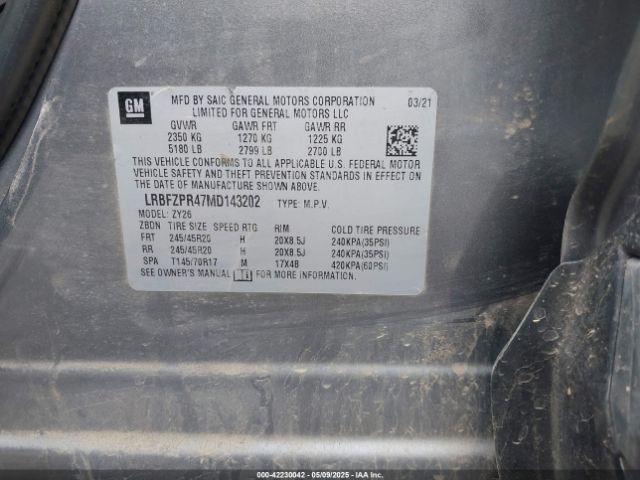 GM
MFD BY SAIC GENERAL MOTORS CORPORATION 03/21
LIMITED FOR GENERAL MOTORS LLC
GVWR GAWR FRT GAWR RR
2350 KG 1270 KG 1225 KG
5180 LB 2799 LB 2700 LB
THIS VEHICLE CONFORMS TO ALL APPLICABLE U.S. FEDERAL MOTOR
VEHICLE SAFETY AND THEFT PREVENTION STANDARDS IN EFFECT ON
THE DATE OF MANUFACTURE SHOWN ABOVE.
LRBFZPR47MD143202 TYPE: M.P.V.
MODEL: ZY26
ZBDN TIRE SIZE SPEED RTG RIM COLD TIRE PRESSURE
FRT 245/45R20 H 20X8.5J 240KPA(35PSI)
RR 245/45R20 H 20X8.5J 240KPA(35PSI)
SPA T145/70R17 M 17X4B 420KPA(60PSI)
SEE OWNER'S MANUAL FOR MORE INFORMATION.
000-42230042 - 05/09/2025 - IAAI.COM